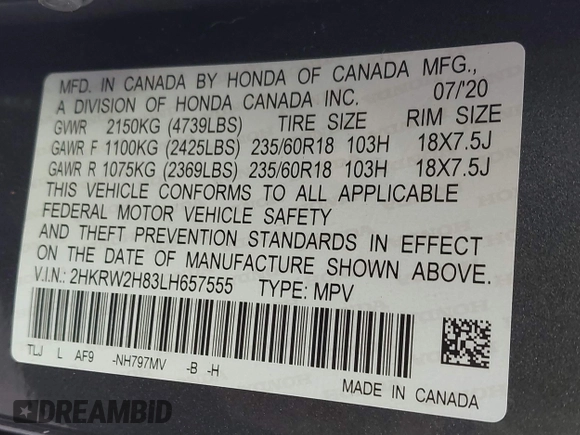 MFD. IN CANADA BY HONDA OF CANADA MFG.,
A DIVISION OF HONDA CANADA INC. 07/'20
GVWR 2150KG (4739LBS) TIRE SIZE RIM SIZE
GAWR F 1100KG (2425LBS) 235/60R18 103H 18X7.5J
GAWR R 1075KG (2369LBS) 235/60R18 103H 18X7.5J
THIS VEHICLE CONFORMS TO ALL APPLICABLE
FEDERAL MOTOR VEHICLE SAFETY
AND THEFT PREVENTION STANDARDS IN EFFECT
ON THE DATE OF MANUFACTURE SHOWN ABOVE.
V.I.N.: 2HKRW2H83LH657555 TYPE: MPV
TLJ L AF9 -NH797MV -B -H
MADE IN CANADA
DREAMBID